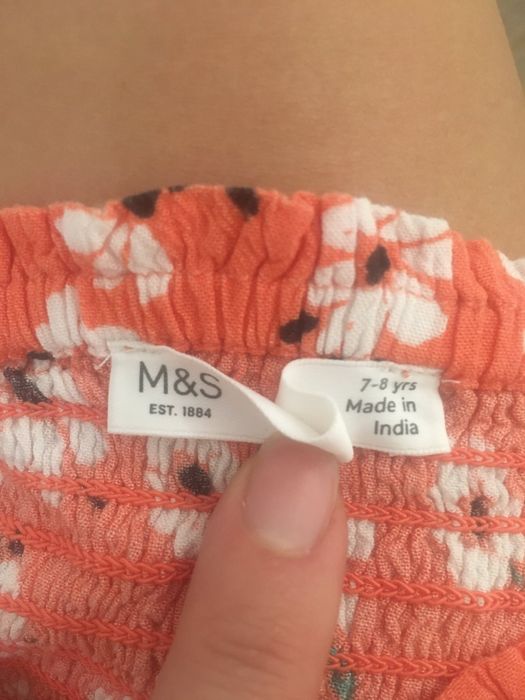 M&S
EST. 1884
7-8 yrs
Made in
India